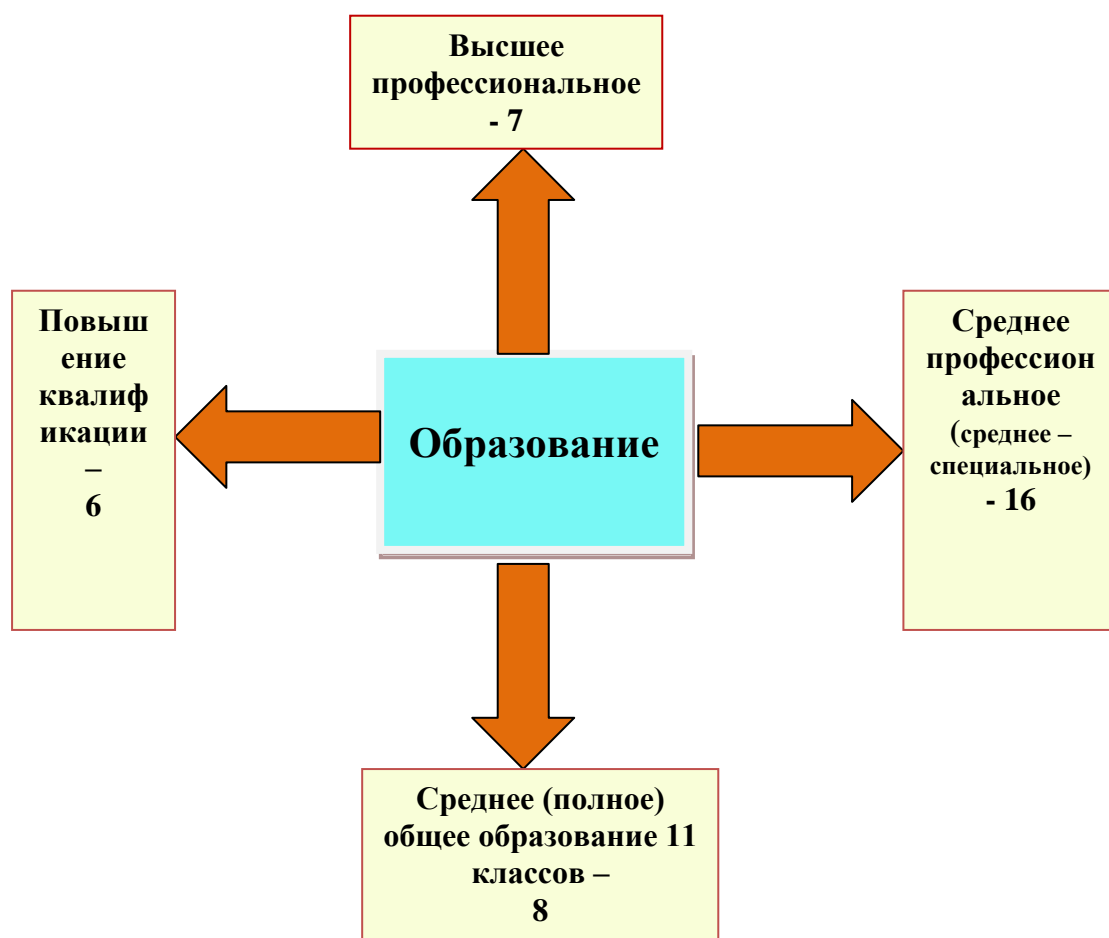 Высшее
профессиональное
- 7
Повыш
ение
квалиф
икации
–
6
Образование
Среднее
профессион
альное
(среднее –
специальное)
- 16
Среднее (полное)
общее образование 11
классов –
8